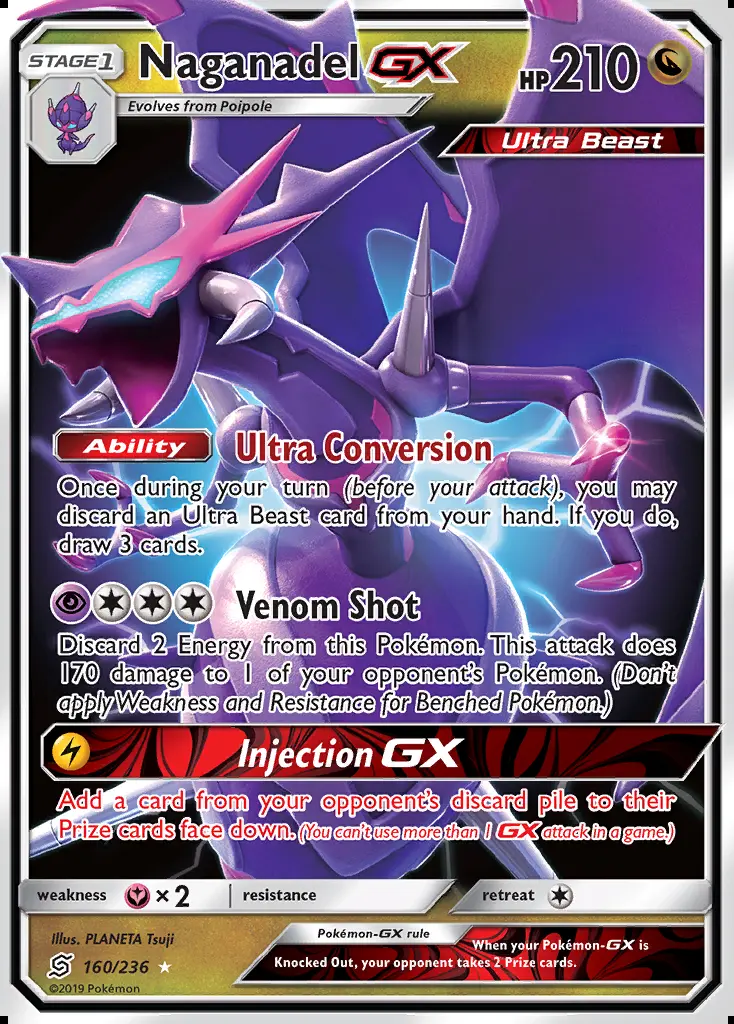 STAGE1 Naganadel GX HP210
Evolves from Poipole
Ultra Beast
Ability Ultra Conversion
Once during your turn (before your attack), you may
discard an Ultra Beast card from your hand. If you do,
draw 3 cards.
Venom Shot
Discard 2 Energy from this Pokémon. This attack does
170 damage to 1 of your opponent's Pokémon. (Don't
apply Weakness and Resistance for Benched Pokémon.)
Injection GX
Add a card from your opponent's discard pile to their
Prize cards face down. (You can't use more than 1 GX attack in a game.)
weakness ×2 resistance retreat
Illus. PLANETA Tsuji
Pokémon-GX rule
When your Pokémon-GX is
Knocked Out, your opponent takes 2 Prize cards.
160/236
©2019 Pokémon